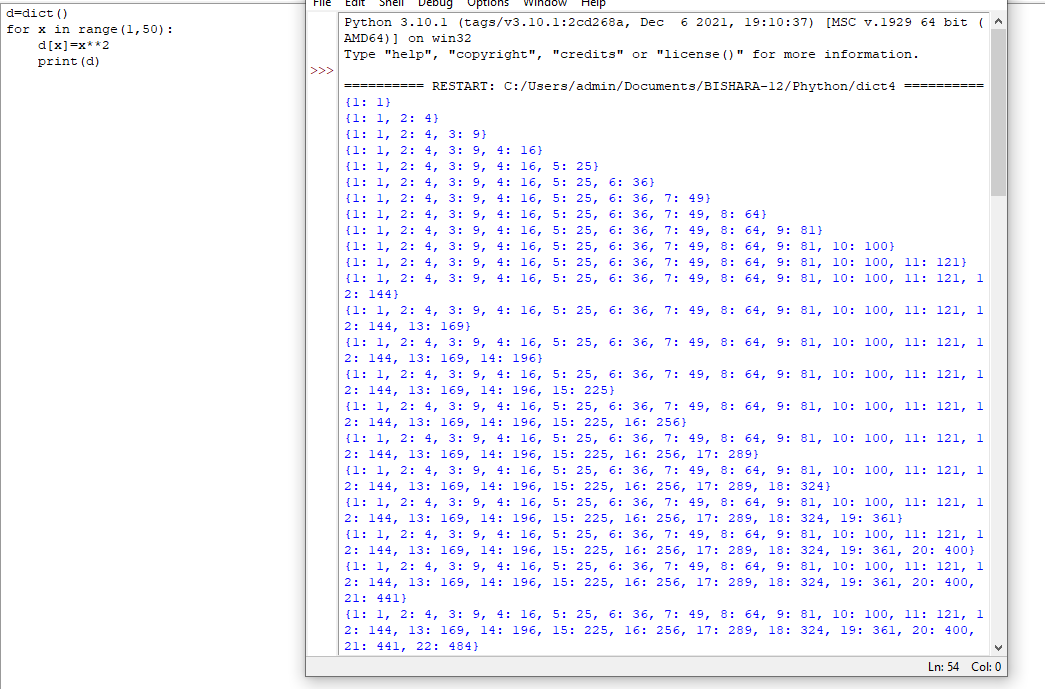 d=dict()
for x in range(1,50):
    d[x]=x**2
    print(d)
File Edit Shell Debug Options Window Help
Python 3.10.1 (tags/v3.10.1:2cd268a, Dec  6 2021, 19:10:37) [MSC v.1929 64 bit (
AMD64)] on win32
Type "help", "copyright", "credits" or "license()" for more information.
>>>
========== RESTART: C:/Users/admin/Documents/BISHARA-12/Phython/dict4 ==========
{1: 1}
{1: 1, 2: 4}
{1: 1, 2: 4, 3: 9}
{1: 1, 2: 4, 3: 9, 4: 16}
{1: 1, 2: 4, 3: 9, 4: 16, 5: 25}
{1: 1, 2: 4, 3: 9, 4: 16, 5: 25, 6: 36}
{1: 1, 2: 4, 3: 9, 4: 16, 5: 25, 6: 36, 7: 49}
{1: 1, 2: 4, 3: 9, 4: 16, 5: 25, 6: 36, 7: 49, 8: 64}
{1: 1, 2: 4, 3: 9, 4: 16, 5: 25, 6: 36, 7: 49, 8: 64, 9: 81}
{1: 1, 2: 4, 3: 9, 4: 16, 5: 25, 6: 36, 7: 49, 8: 64, 9: 81, 10: 100}
{1: 1, 2: 4, 3: 9, 4: 16, 5: 25, 6: 36, 7: 49, 8: 64, 9: 81, 10: 100, 11: 121}
{1: 1, 2: 4, 3: 9, 4: 16, 5: 25, 6: 36, 7: 49, 8: 64, 9: 81, 10: 100, 11: 121, 1
2: 144}
{1: 1, 2: 4, 3: 9, 4: 16, 5: 25, 6: 36, 7: 49, 8: 64, 9: 81, 10: 100, 11: 121, 1
2: 144, 13: 169}
{1: 1, 2: 4, 3: 9, 4: 16, 5: 25, 6: 36, 7: 49, 8: 64, 9: 81, 10: 100, 11: 121, 1
2: 144, 13: 169, 14: 196}
{1: 1, 2: 4, 3: 9, 4: 16, 5: 25, 6: 36, 7: 49, 8: 64, 9: 81, 10: 100, 11: 121, 1
2: 144, 13: 169, 14: 196, 15: 225}
{1: 1, 2: 4, 3: 9, 4: 16, 5: 25, 6: 36, 7: 49, 8: 64, 9: 81, 10: 100, 11: 121, 1
2: 144, 13: 169, 14: 196, 15: 225, 16: 256}
{1: 1, 2: 4, 3: 9, 4: 16, 5: 25, 6: 36, 7: 49, 8: 64, 9: 81, 10: 100, 11: 121, 1
2: 144, 13: 169, 14: 196, 15: 225, 16: 256, 17: 289}
{1: 1, 2: 4, 3: 9, 4: 16, 5: 25, 6: 36, 7: 49, 8: 64, 9: 81, 10: 100, 11: 121, 1
2: 144, 13: 169, 14: 196, 15: 225, 16: 256, 17: 289, 18: 324}
{1: 1, 2: 4, 3: 9, 4: 16, 5: 25, 6: 36, 7: 49, 8: 64, 9: 81, 10: 100, 11: 121, 1
2: 144, 13: 169, 14: 196, 15: 225, 16: 256, 17: 289, 18: 324, 19: 361}
{1: 1, 2: 4, 3: 9, 4: 16, 5: 25, 6: 36, 7: 49, 8: 64, 9: 81, 10: 100, 11: 121, 1
2: 144, 13: 169, 14: 196, 15: 225, 16: 256, 17: 289, 18: 324, 19: 361, 20: 400}
{1: 1, 2: 4, 3: 9, 4: 16, 5: 25, 6: 36, 7: 49, 8: 64, 9: 81, 10: 100, 11: 121, 1
2: 144, 13: 169, 14: 196, 15: 225, 16: 256, 17: 289, 18: 324, 19: 361, 20: 400,
21: 441}
{1: 1, 2: 4, 3: 9, 4: 16, 5: 25, 6: 36, 7: 49, 8: 64, 9: 81, 10: 100, 11: 121, 1
2: 144, 13: 169, 14: 196, 15: 225, 16: 256, 17: 289, 18: 324, 19: 361, 20: 400,
21: 441, 22: 484}
Ln: 54 Col: 0